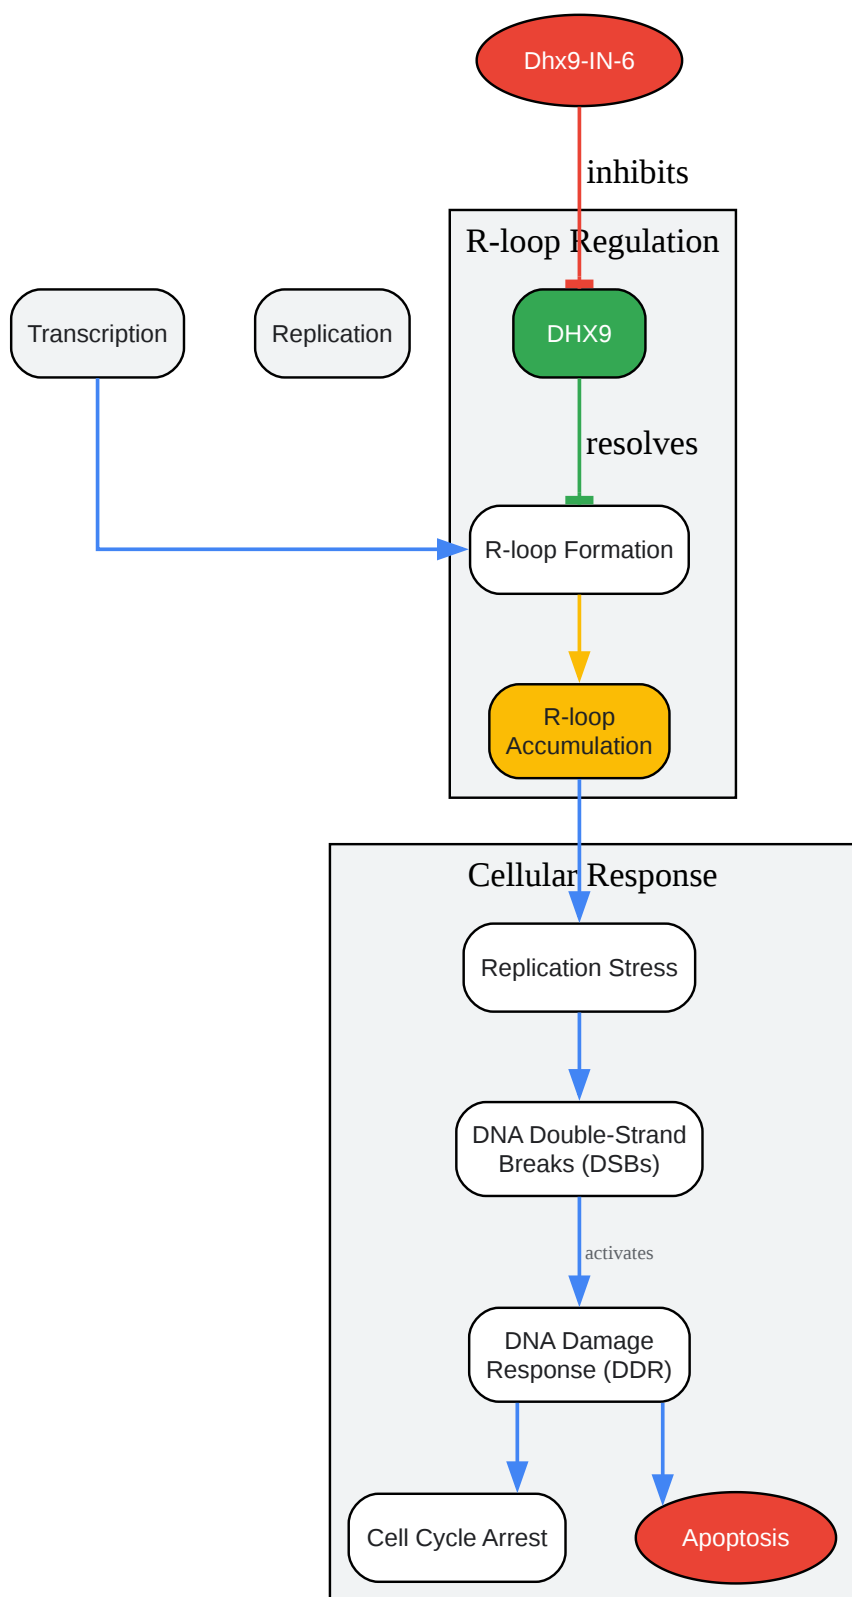 Dhx9-IN-6
inhibits
R-loop Regulation
Transcription
Replication
DHX9
resolves
R-loop Formation
R-loop
Accumulation
Cellular Response
Replication Stress
DNA Double-Strand
Breaks (DSBs)
activates
DNA Damage
Response (DDR)
Cell Cycle Arrest
Apoptosis